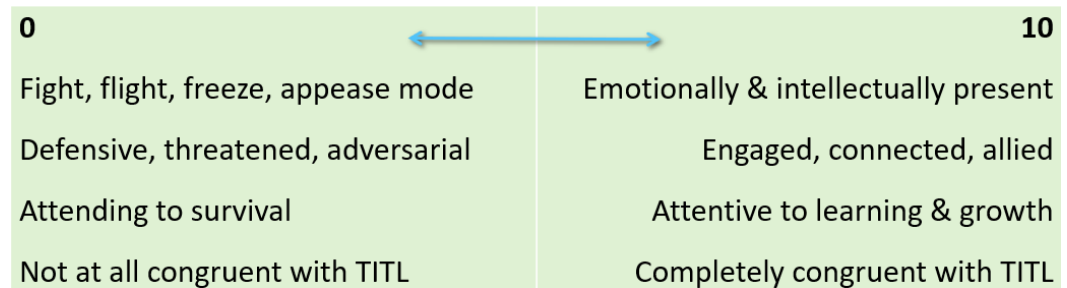 0 10
Fight, flight, freeze, appease mode Emotionally & intellectually present
Defensive, threatened, adversarial Engaged, connected, allied
Attending to survival Attentive to learning & growth
Not at all congruent with TITL Completely congruent with TITL